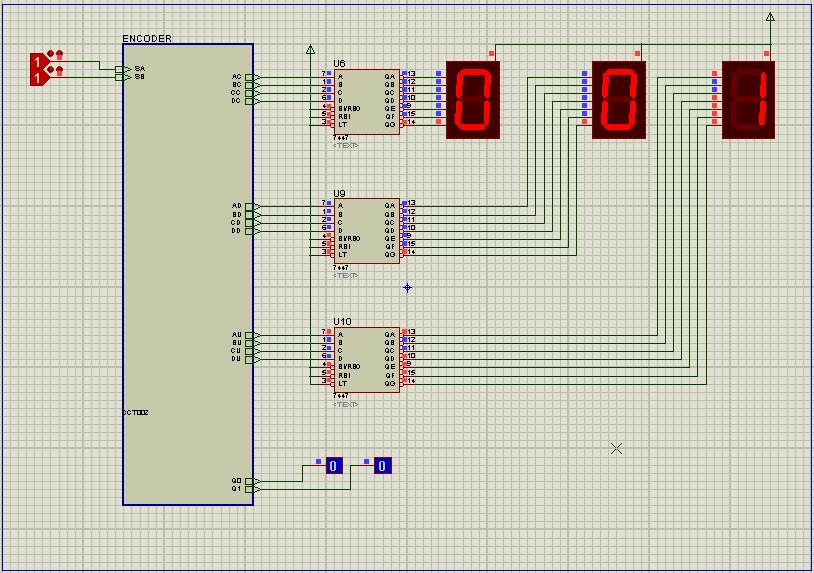 ENCODER
1
1
SA
SB
AC
BC
CC
DC
AD
BD
CD
DD
AU
BU
CU
DU
CCT002
Q0
Q1
0
0
U6
7 A QA 13
1 B QB 12
2 C QC 11
6 D QD 10
4 BI/RBO QE 9
5 RBI QF 15
3 LT QG 14
7447
<TEXT>
U9
7 A QA 13
1 B QB 12
2 C QC 11
6 D QD 10
4 BI/RBO QE 9
5 RBI QF 15
3 LT QG 14
7447
<TEXT>
U10
7 A QA 13
1 B QB 12
2 C QC 11
6 D QD 10
4 BI/RBO QE 9
5 RBI QF 15
3 LT QG 14
7447
<TEXT>
0 0 1